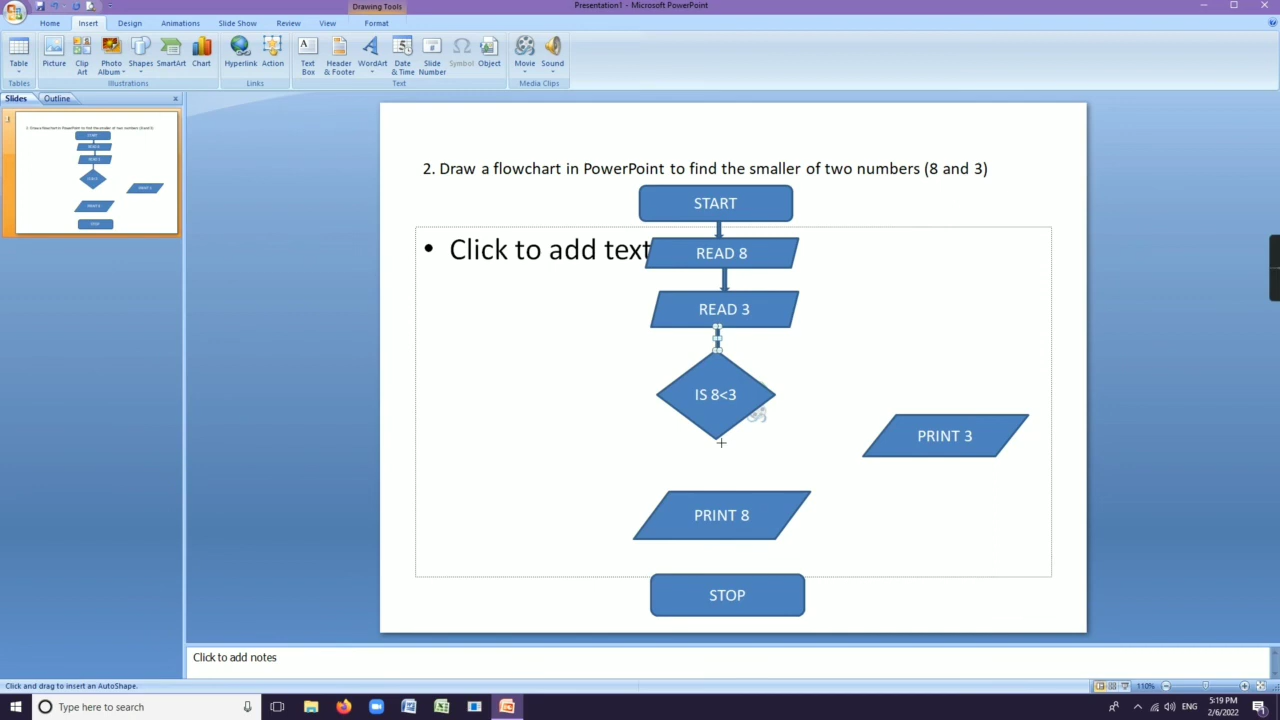 Drawing Tools
Presentation1 - Microsoft PowerPoint
Home Insert Design Animations Slide Show Review View Format
Table Picture Clip Art Photo Album Shapes SmartArt Chart Hyperlink Action Text Box Header & Footer WordArt Date & Time Slide Number Symbol Object Movie Sound
Tables Illustrations Links Text Media Clips
Slides Outline
2. Draw a flowchart in PowerPoint to find the smaller of two numbers (8 and 3)
START
• Click to add text
READ 8
READ 3
IS 8<3
PRINT 3
PRINT 8
STOP
Click to add notes
Click and drag to insert an AutoShape.
110%
Type here to search
5:19 PM
2/6/2022